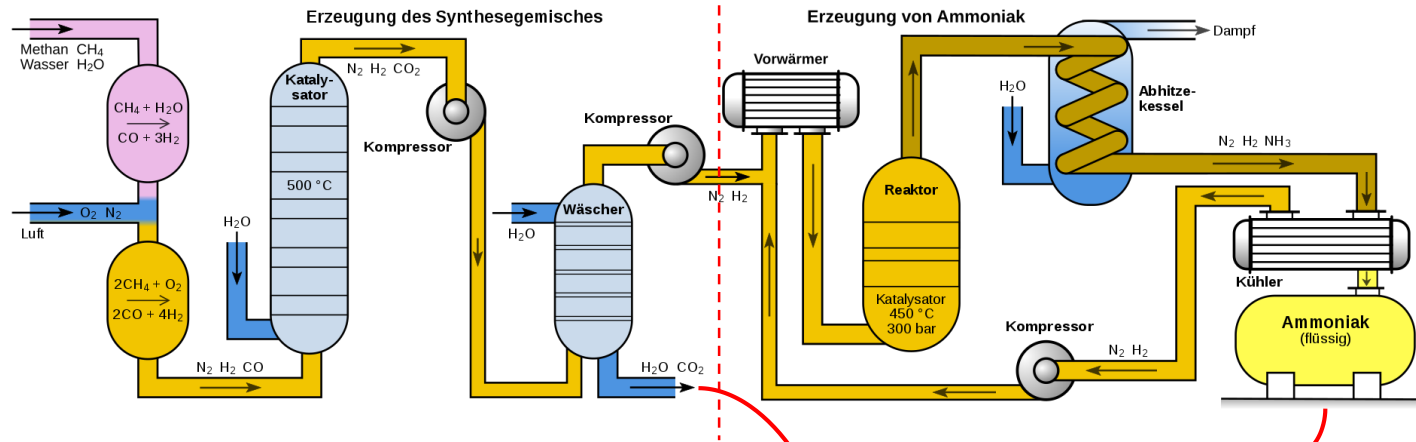 Erzeugung des Synthesegemisches
Erzeugung von Ammoniak
Methan CH₄
Wasser H₂O
CH₄ + H₂O
CO + 3H₂
O₂ N₂
Luft
2CH₄ + O₂
2CO + 4H₂
N₂ H₂ CO
H₂O
Kataly-
sator
500 °C
N₂ H₂ CO₂
Kompressor
H₂O
Wäscher
H₂O CO₂
Kompressor
N₂ H₂
Vorwärmer
Reaktor
Katalysator
450 °C
300 bar
H₂O
Dampf
Abhitze-
kessel
N₂ H₂ NH₃
Kühler
Ammoniak
(flüssig)
N₂ H₂
Kompressor